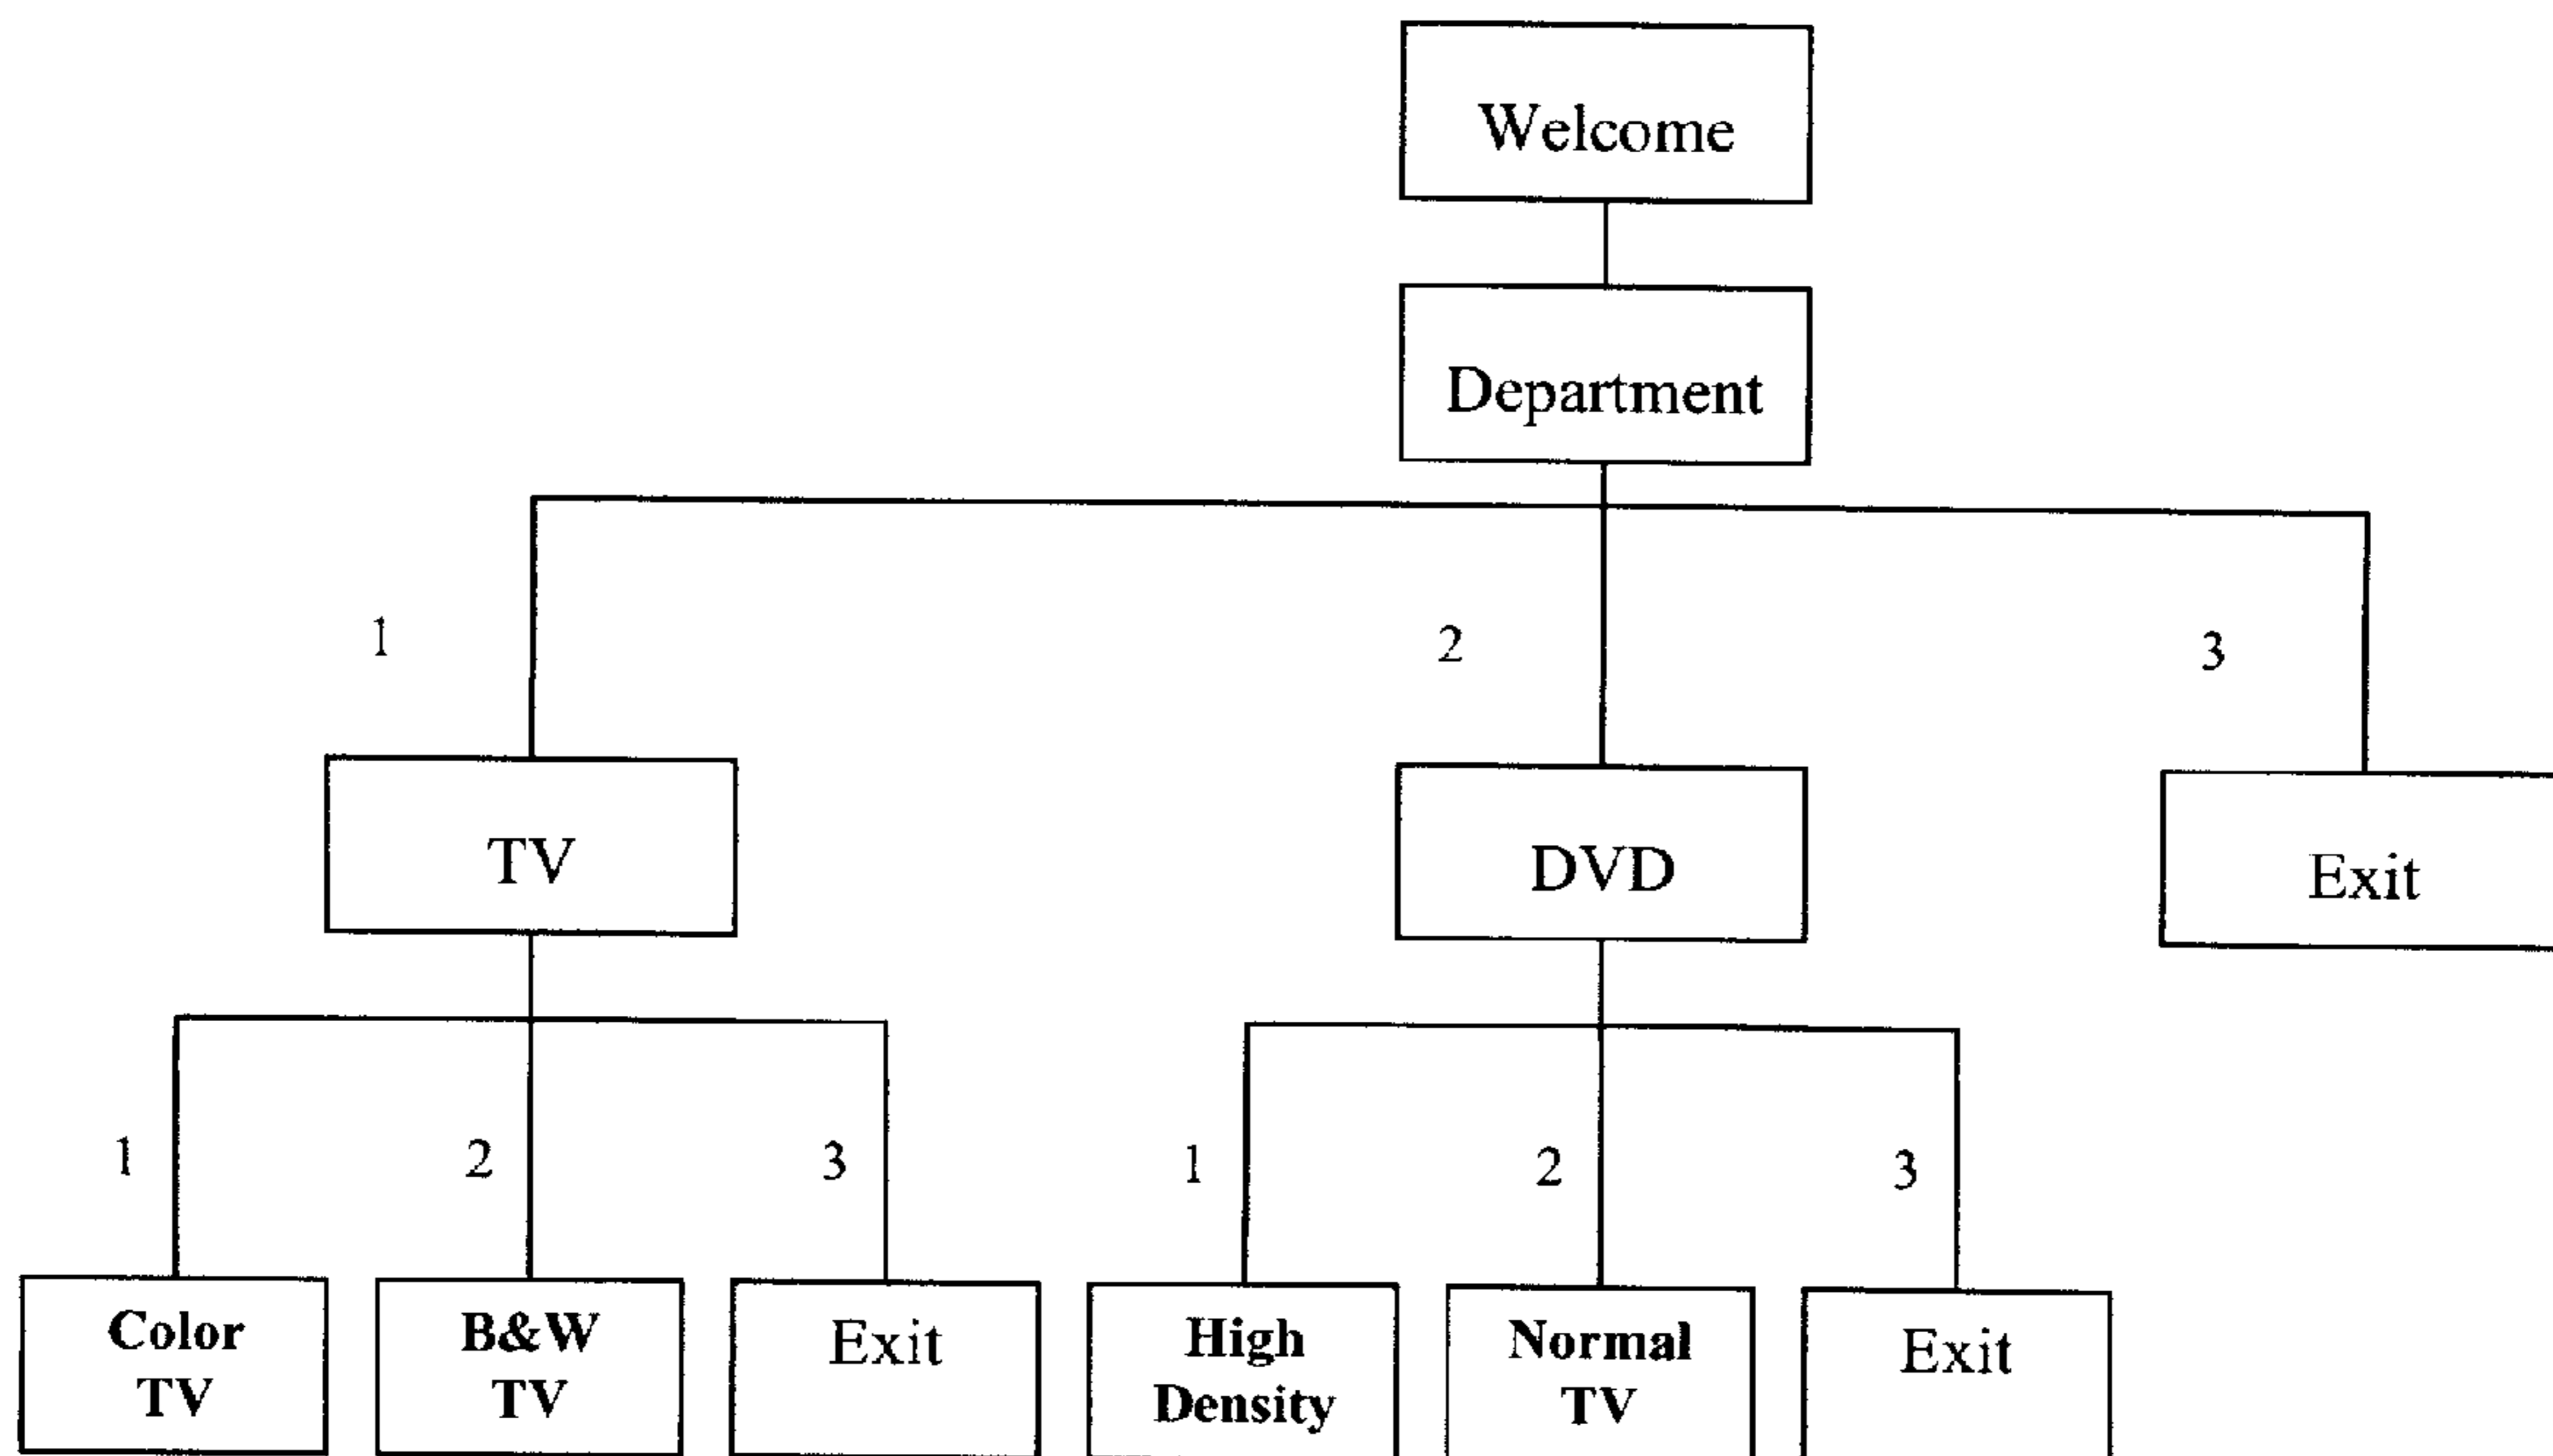 Welcome
Department
1
2
3
TV
DVD
Exit
1
2
3
1
2
3
Color
TV
B&W
TV
Exit
High
Density
Normal
TV
Exit